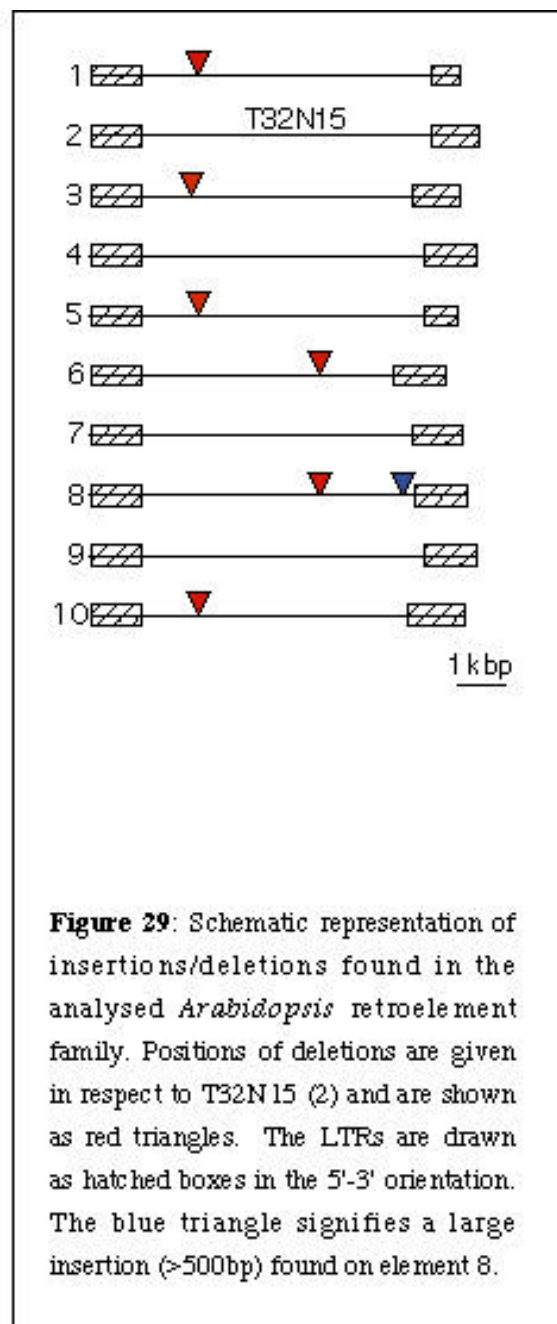 1
T32N15
2
3
4
5
6
7
8
9
10
1 kbp
Figure 29: Schematic representation of
insertions/deletions found in the
analysed Arabidopsis retroelement
family. Positions of deletions are given
in respect to T32N15 (2) and are shown
as red triangles. The LTRs are drawn
as hatched boxes in the 5'-3' orientation.
The blue triangle signifies a large
insertion (>500bp) found on element 8.